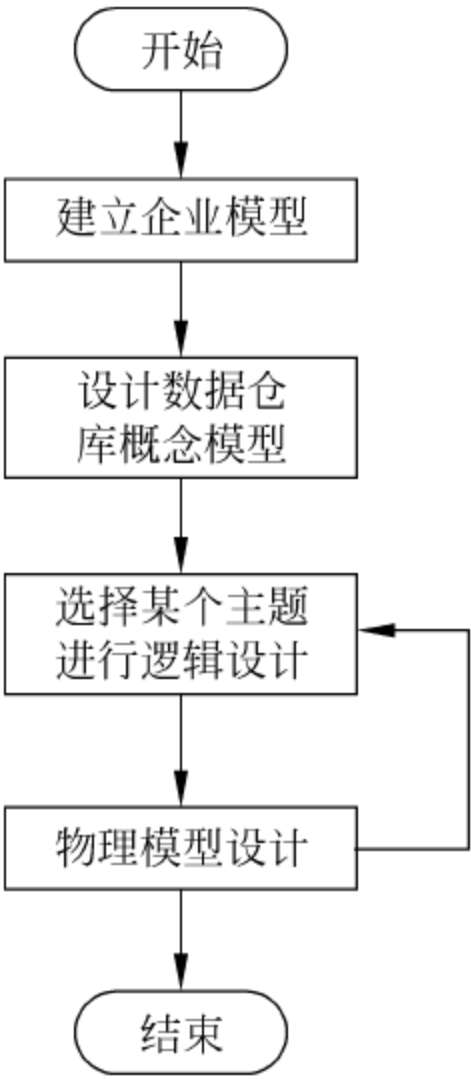 开始
建立企业模型
设计数据仓
库概念模型
选择某个主题
进行逻辑设计
物理模型设计
结束